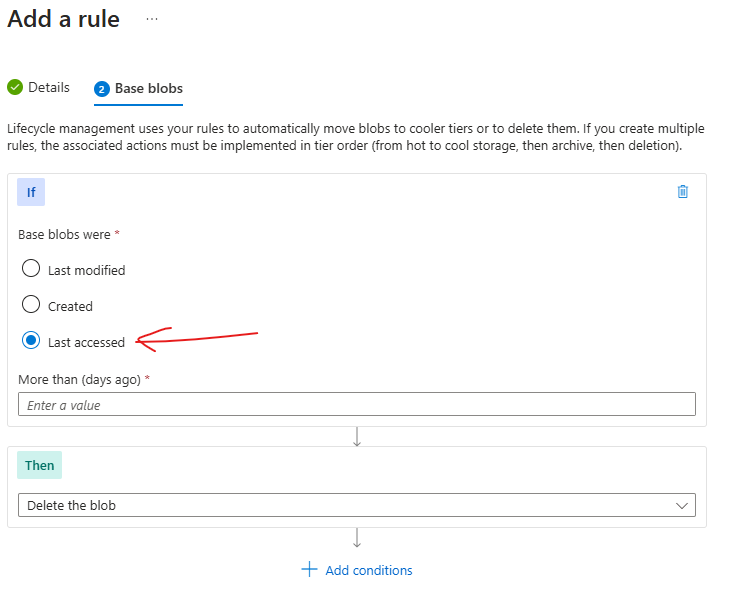 Add a rule ...
Details
2 Base blobs
Lifecycle management uses your rules to automatically move blobs to cooler tiers or to delete them. If you create multiple
rules, the associated actions must be implemented in tier order (from hot to cool storage, then archive, then deletion).
If
Base blobs were *
Last modified
Created
Last accessed
More than (days ago) *
Enter a value
Then
Delete the blob
Add conditions